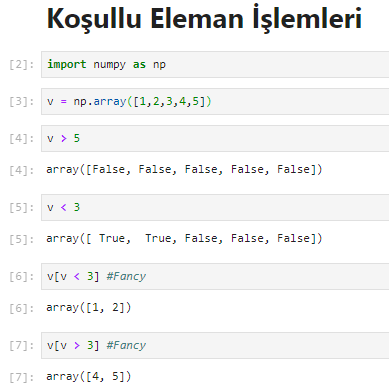 Koşullu Eleman İşlemleri
[2]: import numpy as np
[3]: v = np.array([1,2,3,4,5])
[4]: v > 5
[4]: array([False, False, False, False, False])
[5]: v < 3
[5]: array([ True,  True, False, False, False])
[6]: v[v < 3] #Fancy
[6]: array([1, 2])
[7]: v[v > 3] #Fancy
[7]: array([4, 5])